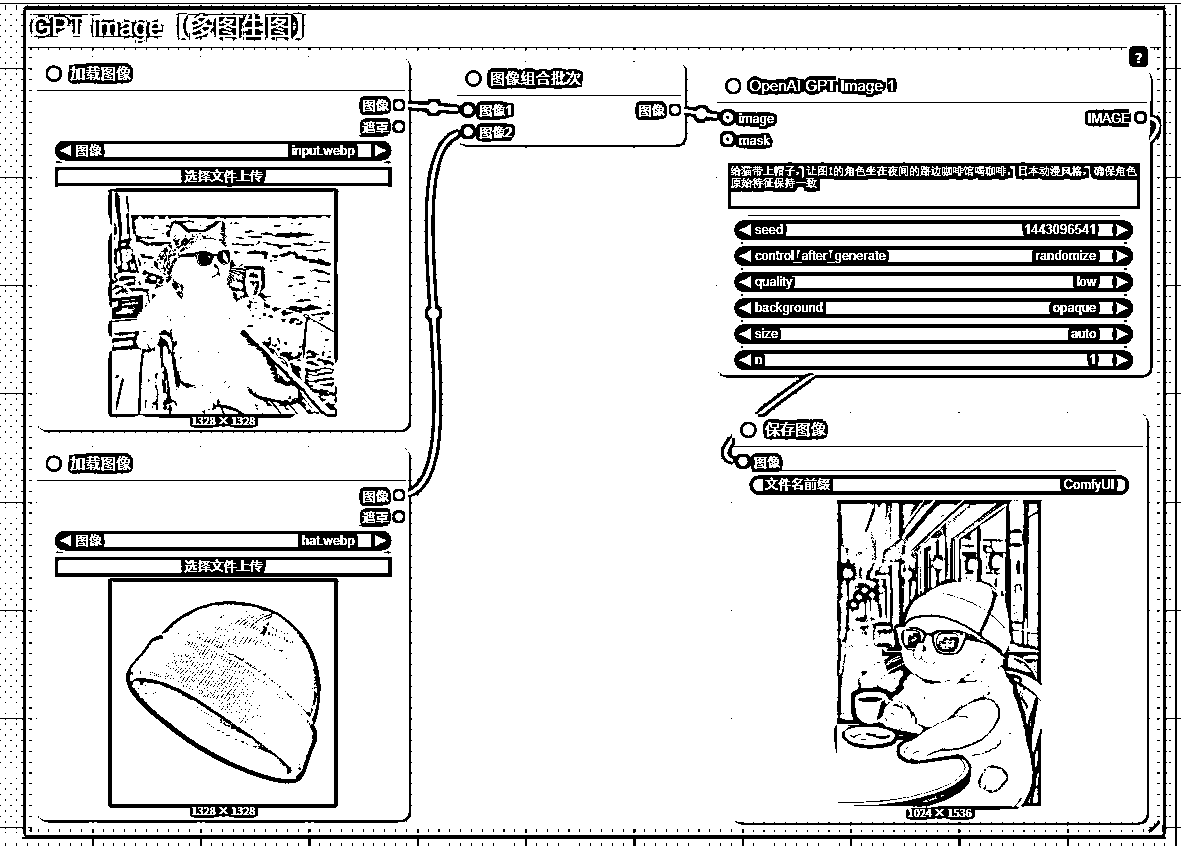 GPT Image （多图生图）
加载图像
图像
遮罩
图像 input.webp
选择文件上传
1328 × 1328
加载图像
图像
遮罩
图像 hat.webp
选择文件上传
1328 × 1328
图像组合批次
图像1 图像
图像2
?
OpenAI GPT Image 1
image IMAGE
mask
给猫带上帽子，让图1的角色坐在夜间的路边咖啡馆喝咖啡，日本动漫风格，确保角色
原始特征保持一致
seed 1443096541
control_after_generate randomize
quality low
background opaque
size auto
n 1
保存图像
图像
文件名前缀 ComfyUI
1024 × 1536